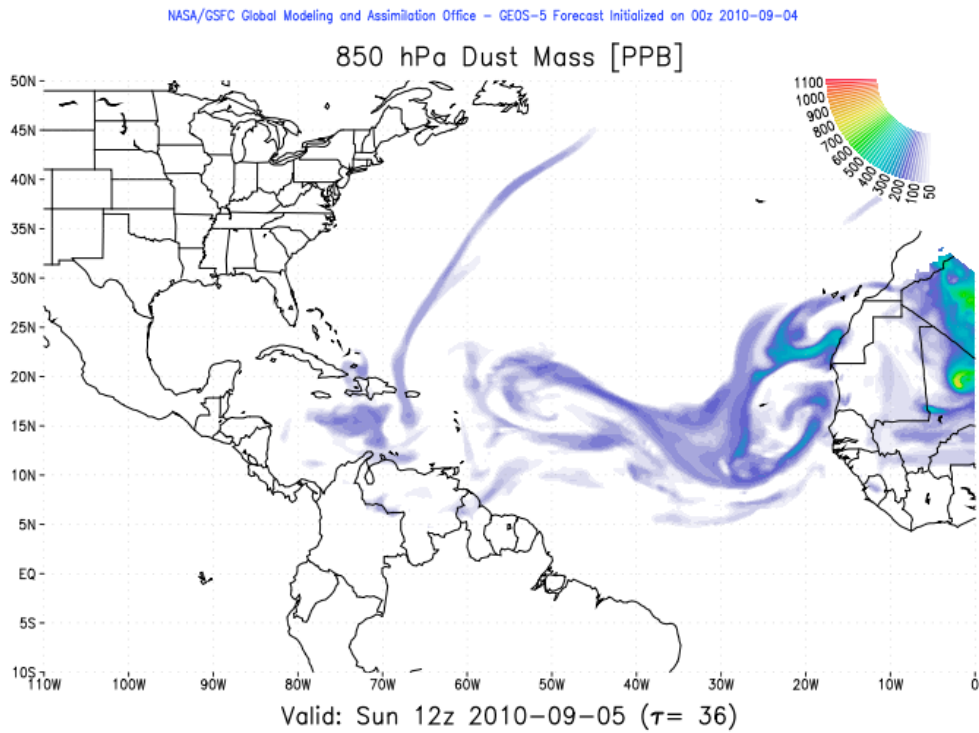 NASA/GSFC Global Modeling and Assimilation Office - GEOS-5 Forecast Initialized on 00z 2010-09-04
850 hPa Dust Mass [PPB]
50N
45N
40N
35N
30N
25N
20N
15N
10N
5N
EQ
5S
10S
1100
1000
900
800
700
600
500
400
300
200
100
50
110W 100W 90W 80W 70W 60W 50W 40W 30W 20W 10W 0
Valid: Sun 12z 2010-09-05 (τ= 36)